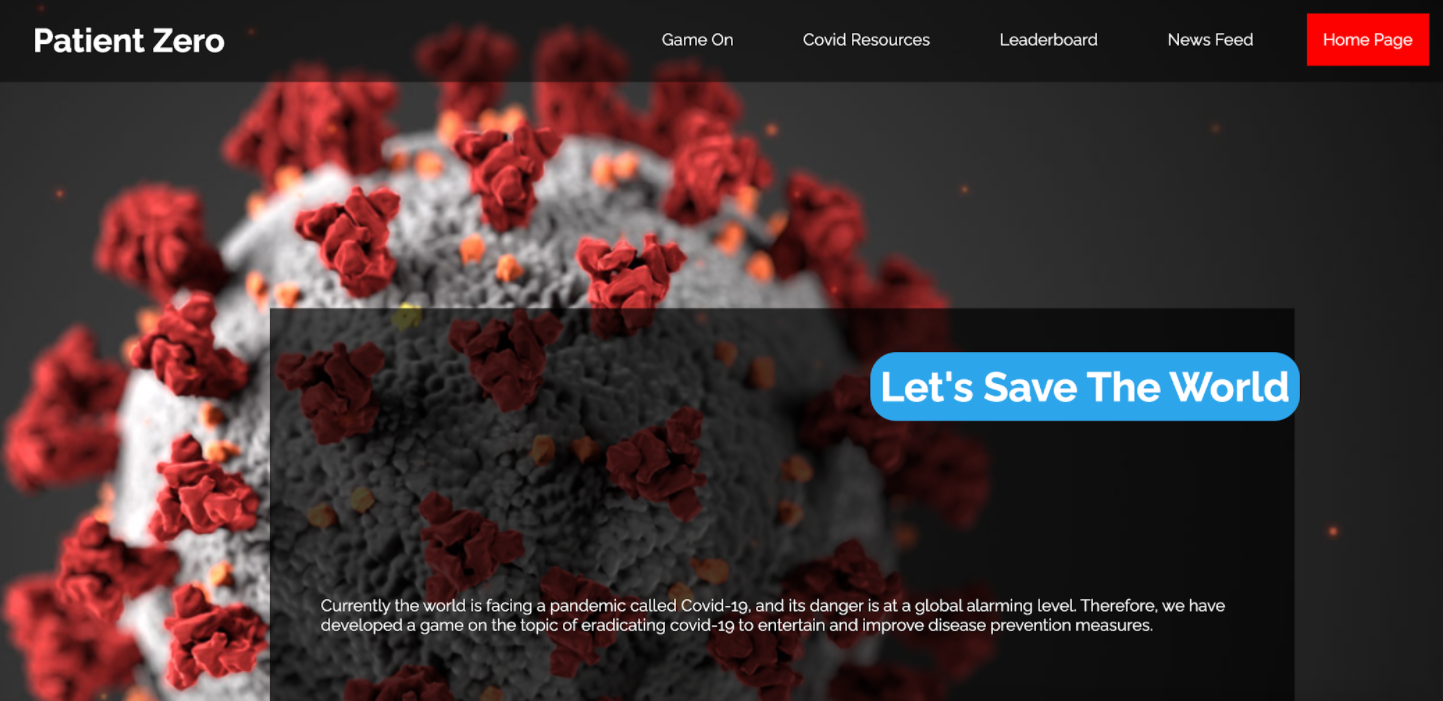 Patient Zero
Game On
Covid Resources
Leaderboard
News Feed
Home Page
Let's Save The World
Currently the world is facing a pandemic called Covid-19, and its danger is at a global alarming level. Therefore, we have
developed a game on the topic of eradicating covid-19 to entertain and improve disease prevention measures.